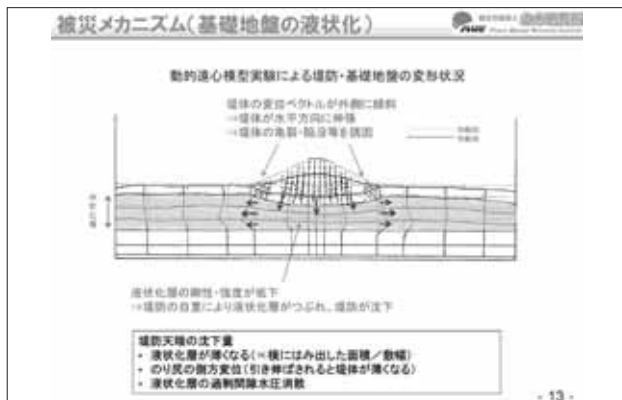 被災メカニズム(基礎地盤の液状化)
動的遠心模型実験による堤防・基礎地盤の変形状況
堤体の変位ベクトルが外側に傾斜
⇒堤体が水平方向に伸張
⇒堤体の亀裂・陥没等を誘因
液状化層
液状化層の剛性・強度が低下
⇒堤防の自重により液状化層がつぶれ、堤防が沈下
堤防天端の沈下量
・ 液状化層が薄くなる(≒横にはみ出した面積/敷幅)
・ のり尻の側方変位(引き伸ばされると堤体が薄くなる)
・ 液状化層の過剰間隙水圧消散
- 13 -